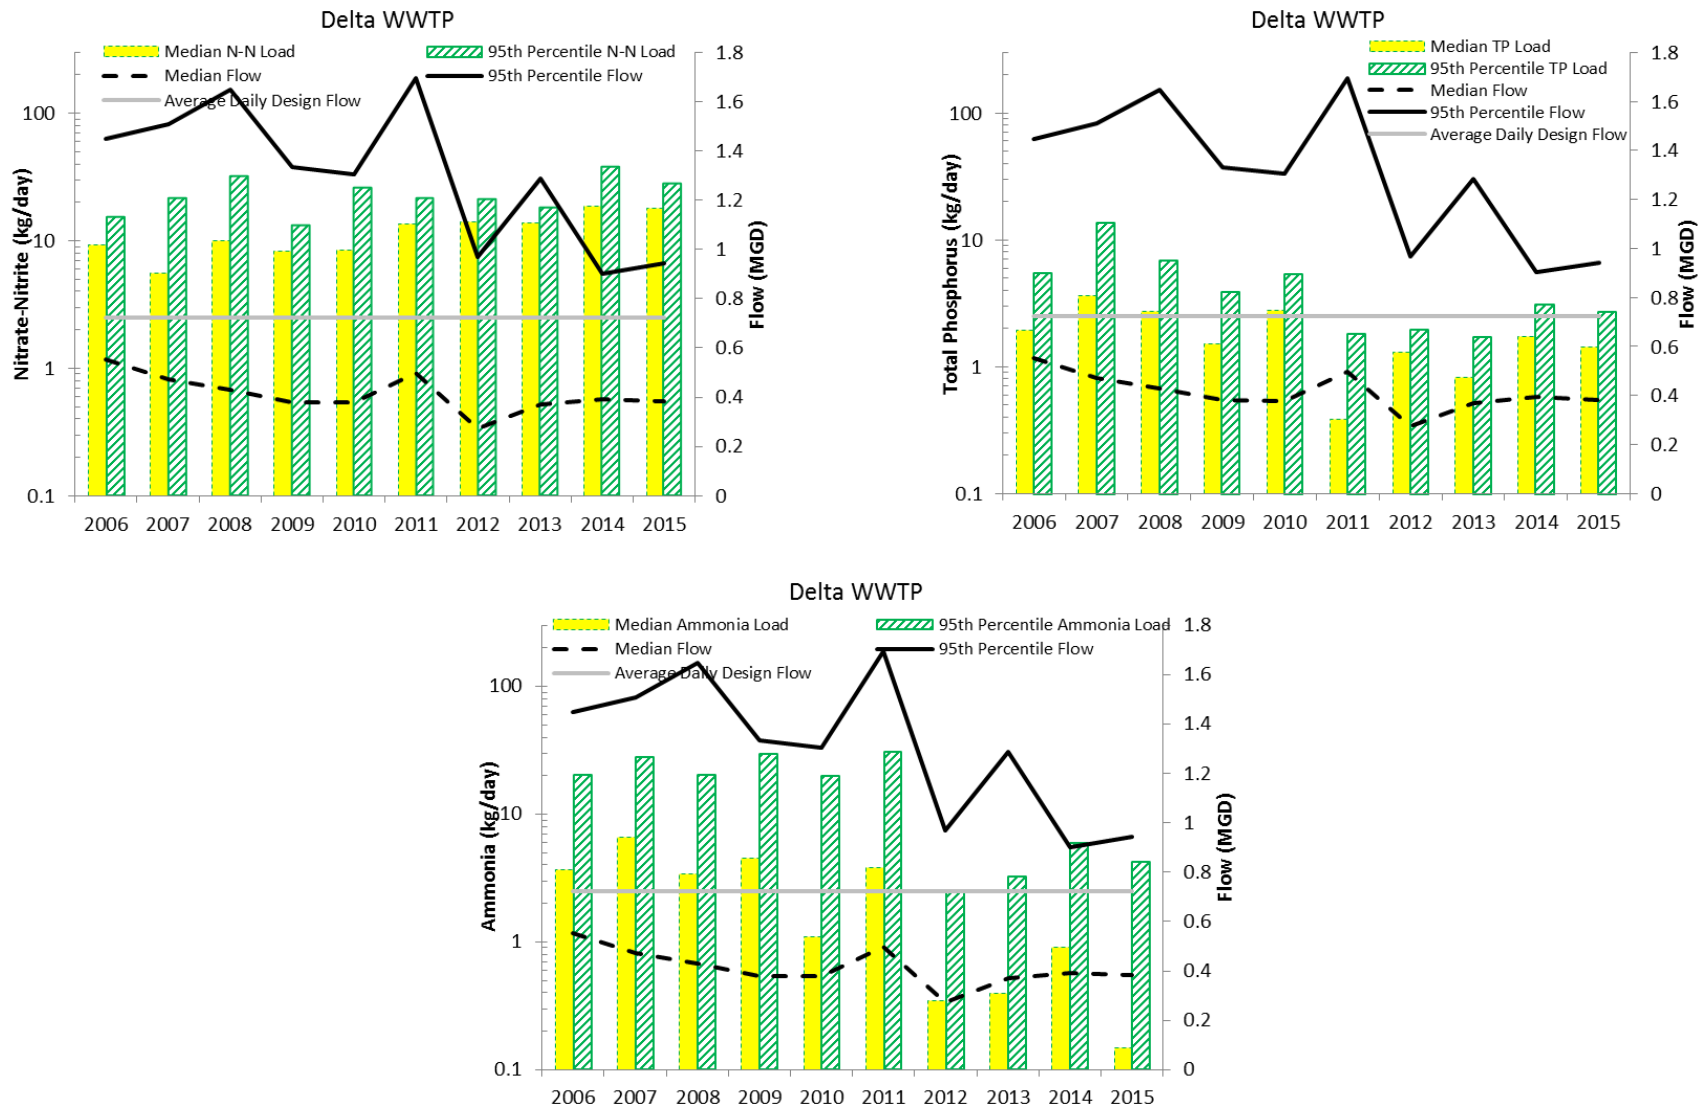 Delta WWTP
Median N-N Load
95th Percentile N-N Load
Median Flow
95th Percentile Flow
Average Daily Design Flow
Nitrate-Nitrite (kg/day)
100
10
1
0.1
1.8
1.6
1.4
1.2
1
0.8
0.6
0.4
0.2
0
Flow (MGD)
2006 2007 2008 2009 2010 2011 2012 2013 2014 2015
Delta WWTP
Median TP Load
95th Percentile TP Load
Median Flow
95th Percentile Flow
Average Daily Design Flow
Total Phosphorus (kg/day)
100
10
1
0.1
1.8
1.6
1.4
1.2
1
0.8
0.6
0.4
0.2
0
Flow (MGD)
2006 2007 2008 2009 2010 2011 2012 2013 2014 2015
Delta WWTP
Median Ammonia Load
95th Percentile Ammonia Load
Median Flow
95th Percentile Flow
Average Daily Design Flow
Ammonia (kg/day)
100
10
1
0.1
1.8
1.6
1.4
1.2
1
0.8
0.6
0.4
0.2
0
Flow (MGD)
2006 2007 2008 2009 2010 2011 2012 2013 2014 2015